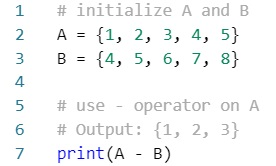 1 # initialize A and B
2 A = {1, 2, 3, 4, 5}
3 B = {4, 5, 6, 7, 8}
4
5 # use - operator on A
6 # Output: {1, 2, 3}
7 print(A - B)